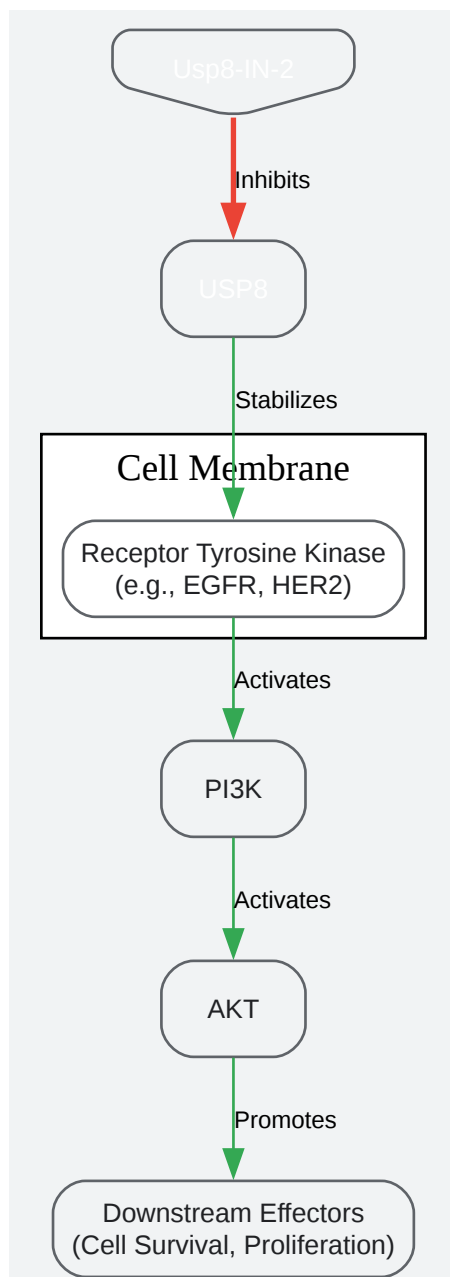 Usp8-IN-2
Inhibits
USP8
Stabilizes
Cell Membrane
Receptor Tyrosine Kinase
(e.g., EGFR, HER2)
Activates
PI3K
Activates
AKT
Promotes
Downstream Effectors
(Cell Survival, Proliferation)